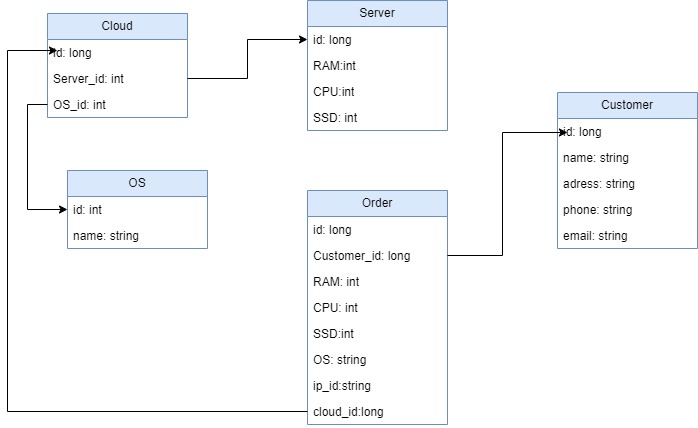 Cloud
id: long
Server_id: int
OS_id: int
Server
id: long
RAM:int
CPU:int
SSD: int
Customer
id: long
name: string
adress: string
phone: string
email: string
OS
id: int
name: string
Order
id: long
Customer_id: long
RAM: int
CPU: int
SSD:int
OS: string
ip_id:string
cloud_id:long